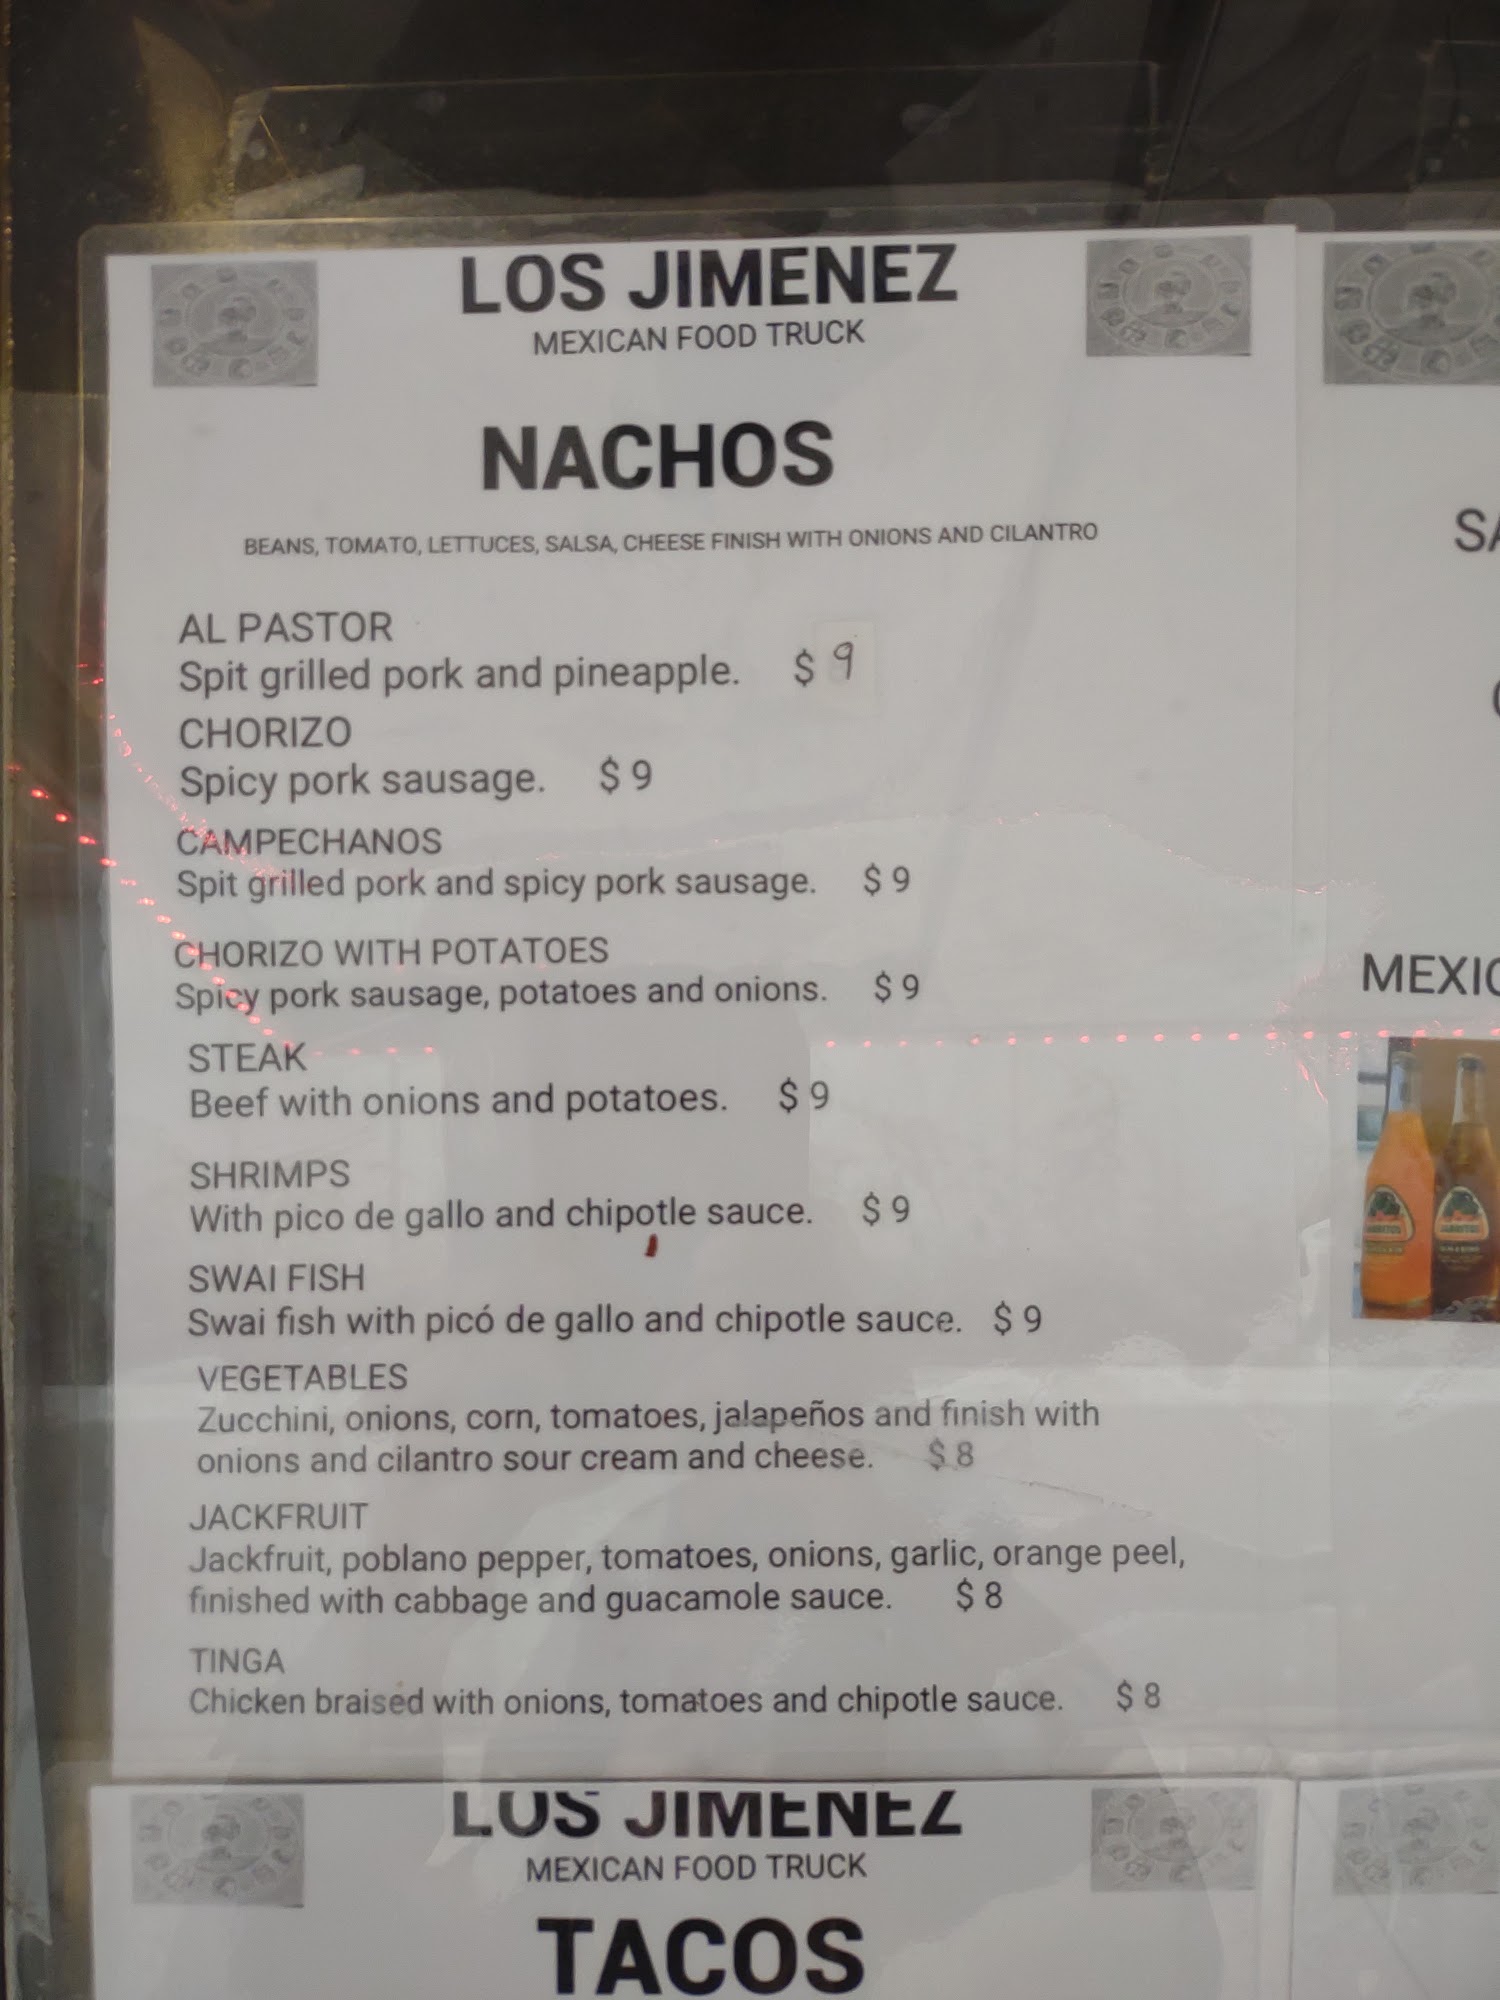 LOS JIMENEZ
MEXICAN FOOD TRUCK
NACHOS
BEANS, TOMATO, LETTUCES, SALSA, CHEESE FINISH WITH ONIONS AND CILANTRO
AL PASTOR
Spit grilled pork and pineapple. $ 9
CHORIZO
Spicy pork sausage. $ 9
CAMPECHANOS
Spit grilled pork and spicy pork sausage. $ 9
CHORIZO WITH POTATOES
Spicy pork sausage, potatoes and onions. $ 9
STEAK
Beef with onions and potatoes. $ 9
SHRIMPS
With pico de gallo and chipotle sauce. $ 9
SWAI FISH
Swai fish with picó de gallo and chipotle sauce. $ 9
VEGETABLES
Zucchini, onions, corn, tomatoes, jalapeños and finish with
onions and cilantro sour cream and cheese. $ 8
JACKFRUIT
Jackfruit, poblano pepper, tomatoes, onions, garlic, orange peel,
finished with cabbage and guacamole sauce. $ 8
TINGA
Chicken braised with onions, tomatoes and chipotle sauce. $ 8
LOS JIMENEZ
MEXICAN FOOD TRUCK
TACOS
SA
MEXIC
JARRITOS
JARRITOS